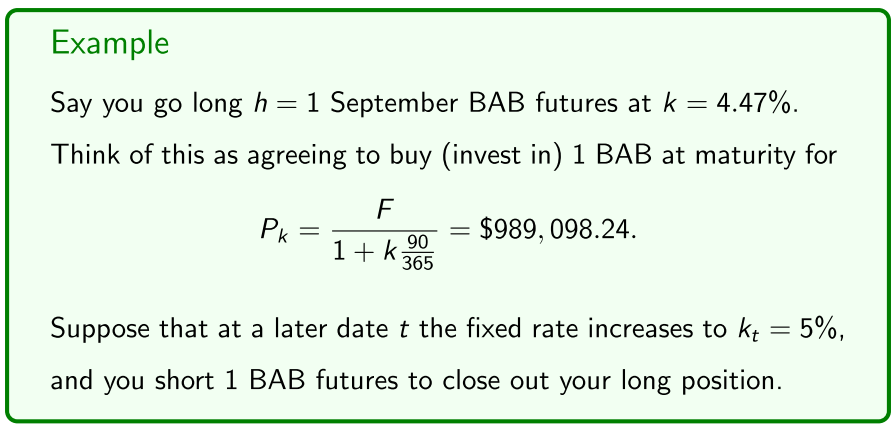 Example
Say you go long h = 1 September BAB futures at k = 4.47%.
Think of this as agreeing to buy (invest in) 1 BAB at maturity for
P_k = \frac{F}{1 + k\frac{90}{365}} = $989,098.24.
Suppose that at a later date t the fixed rate increases to k_t = 5%,
and you short 1 BAB futures to close out your long position.